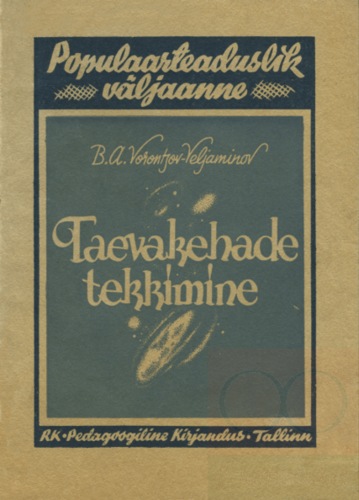 Populaarteaduslik
väljaanne
B. A. Vorontsov-Veljaminov
Taevakehade
tekkimine
RK • Pedagoogiline Kirjandus • Tallinn